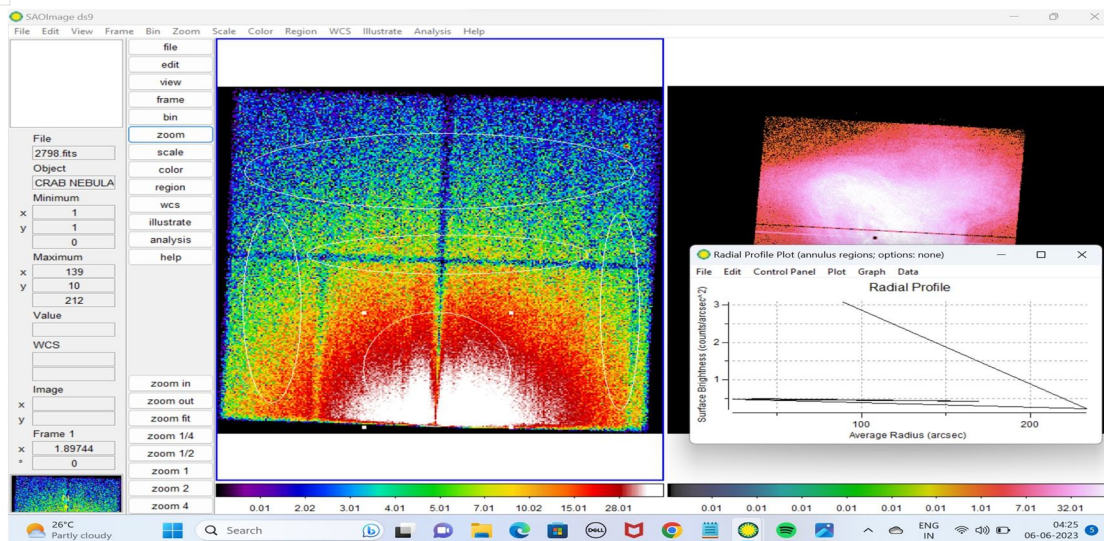 SAOImage ds9
File Edit View Frame Bin Zoom Scale Color Region WCS Illustrate Analysis Help
file
edit
view
frame
bin
zoom
scale
color
region
wcs
illustrate
analysis
help
File
2798.fits
Object
CRAB NEBULA
Minimum
x 1
y 1
0
Maximum
x 139
y 10
212
Value
WCS
Image
x
y
Frame 1
x 1.89744
° 0
zoom in
zoom out
zoom fit
zoom 1/4
zoom 1/2
zoom 1
zoom 2
zoom 4
Radial Profile Plot (annulus regions; options: none)
File Edit Control Panel Plot Graph Data
Radial Profile
Surface Brightness (counts/arcsec^2)
3
2
1
100 200
Average Radius (arcsec)
0.01 2.02 3.01 4.01 5.01 7.01 10.02 15.01 28.01
0.01 0.01 0.01 0.01 0.01 0.01 1.01 7.01 32.01
26°C
Partly cloudy
Search
DELL
ENG
IN
04:25
06-06-2023
5